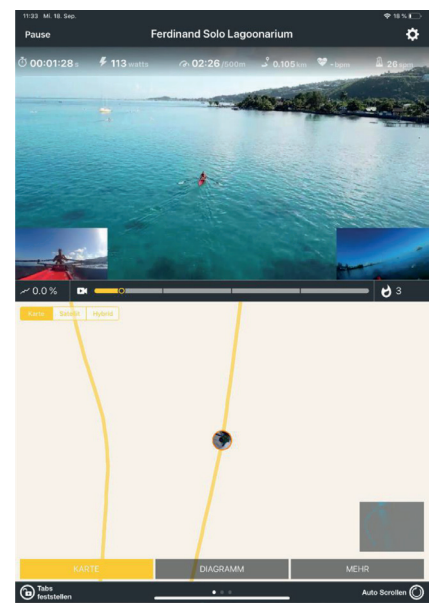 11:33 Mi. 18. Sep. 18 %
Pause Ferdinand Solo Lagoonarium
00:01:28 s 113 watts 02:26 /500m 0.105 km - bpm 26 spm
0.0 % 3
Karte Satellit Hybrid
KARTE DIAGRAMM MEHR
Tabs
feststellen
Auto Scrollen